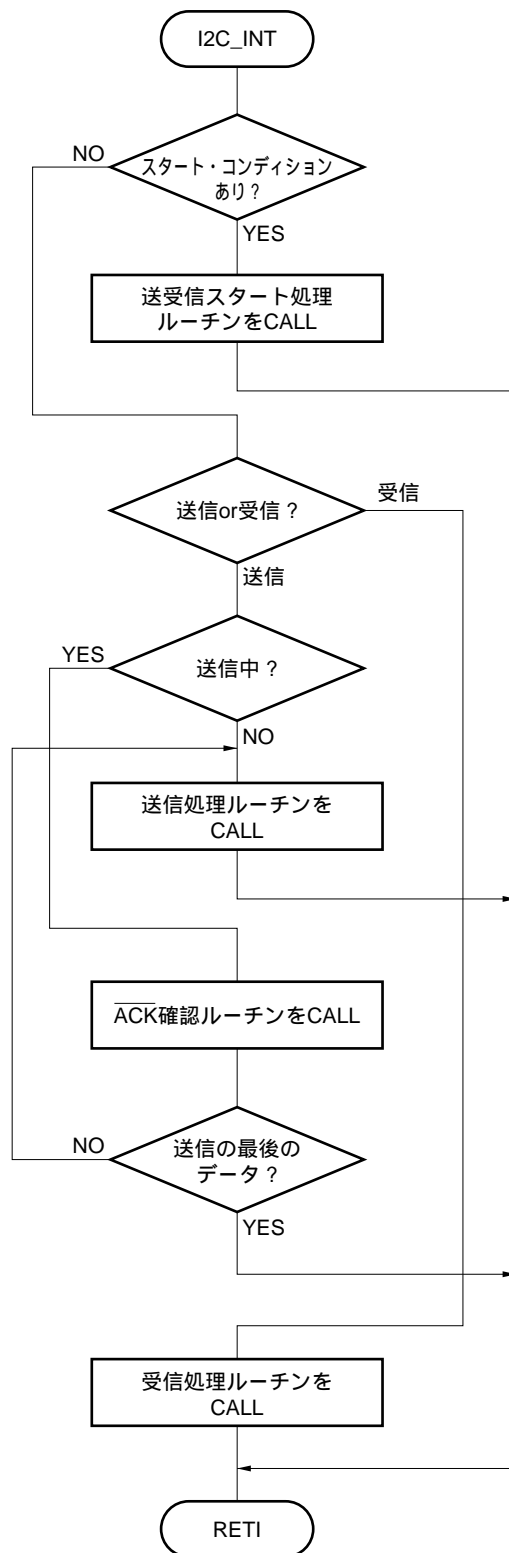 I2C_INT
NO
スタート・コンディション
あり？
YES
送受信スタート処理
ルーチンをCALL
送信or受信？
受信
送信
YES
送信中？
NO
送信処理ルーチンを
CALL
A̅C̅K̅確認ルーチンをCALL
NO
送信の最後の
データ？
YES
受信処理ルーチンを
CALL
RETI